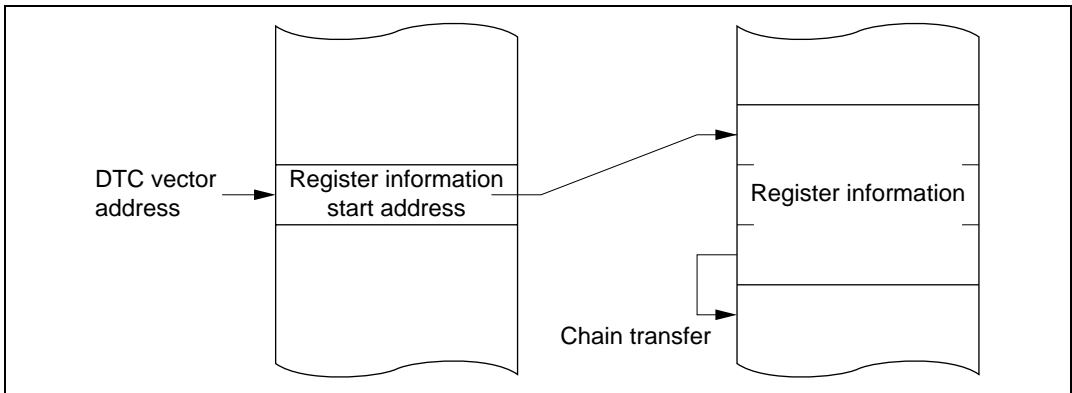 DTC vector
address
Register information
start address
Register information
Chain transfer